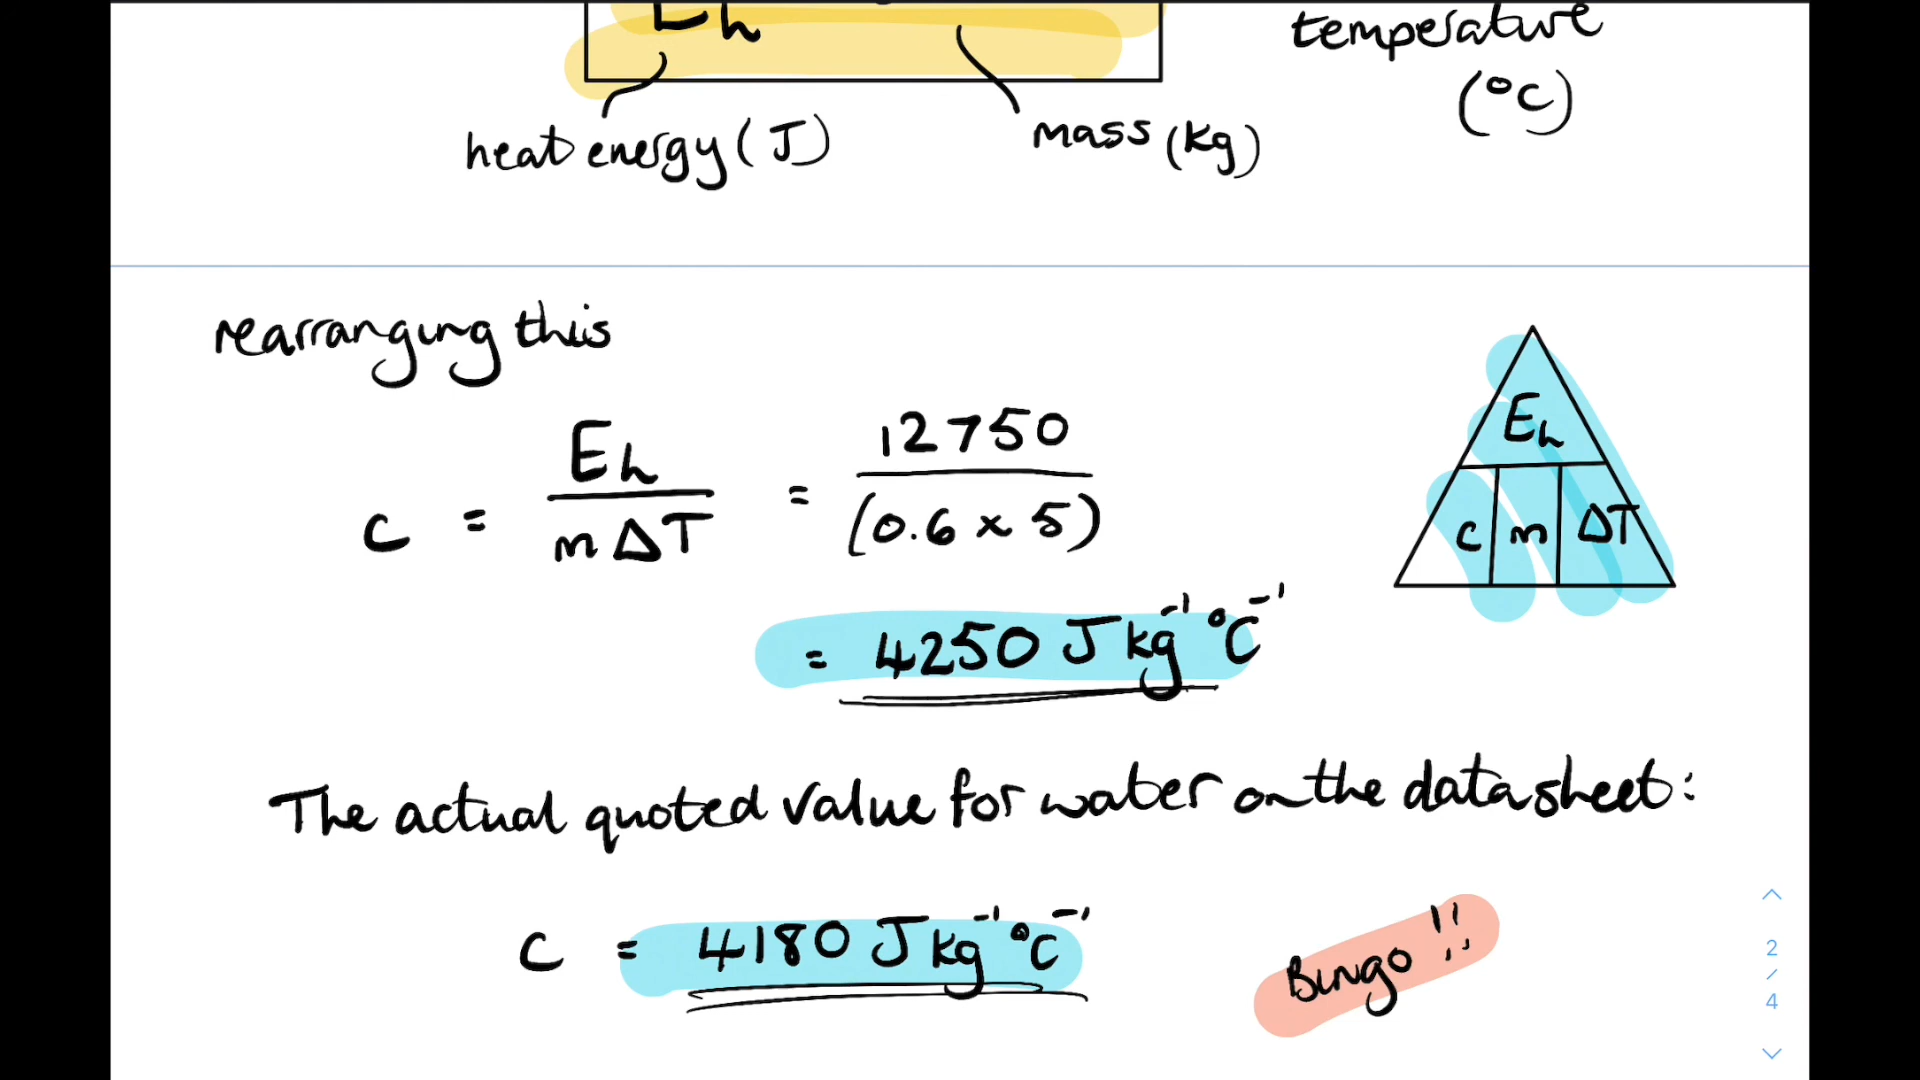 Eh
temperature
(°C)
heat energy (J)
mass (kg)
rearranging this
c = Eh / mΔT = 12750 / (0.6 × 5)
Eh
c m ΔT
= 4250 J kg⁻¹ °C⁻¹
The actual quoted value for water on the datasheet:
c = 4180 J kg⁻¹ °C⁻¹
Bingo!!
2
/
4